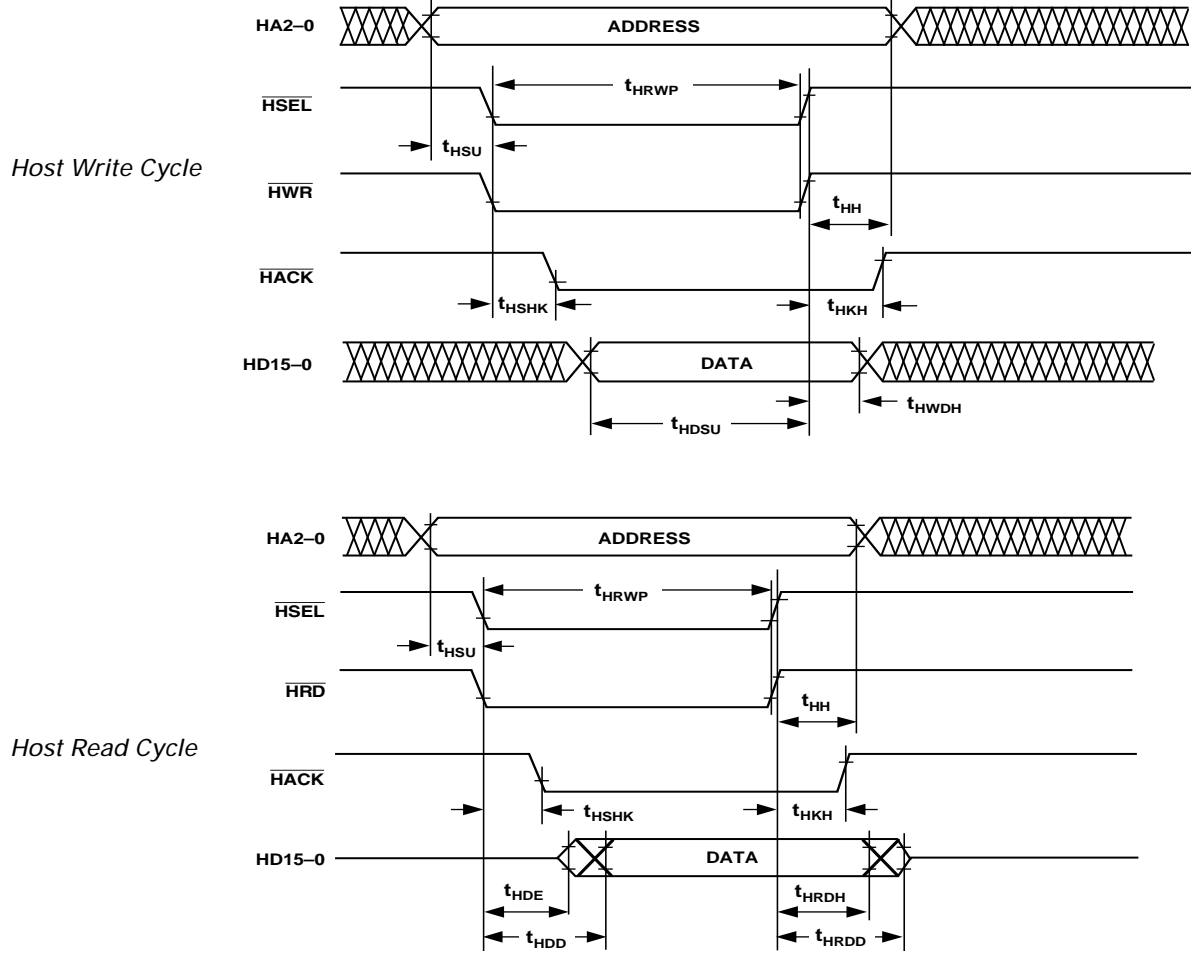 HA2–0
ADDRESS
tHRWP
HSEL
tHSU
Host Write Cycle
HWR
tHH
HACK
tHSHK
tHKH
HD15–0
DATA
tHWDH
tHDSU
HA2–0
ADDRESS
tHRWP
HSEL
tHSU
HRD
tHH
Host Read Cycle
HACK
tHSHK
tHKH
HD15–0
DATA
tHDE
tHRDH
tHDD
tHRDD